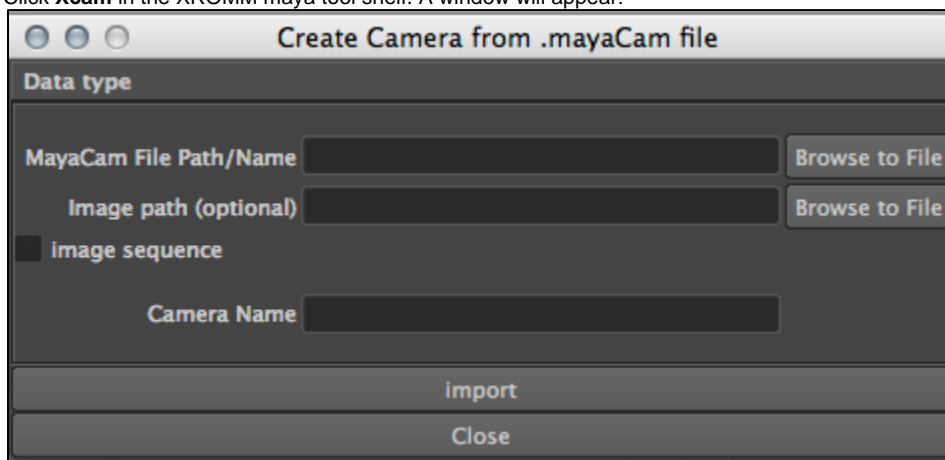 Click Xcam in the XROMM maya tool shelf. A window will appear.
Create Camera from .mayaCam file
Data type
MayaCam File Path/Name Browse to File
Image path (optional) Browse to File
image sequence
Camera Name
import
Close